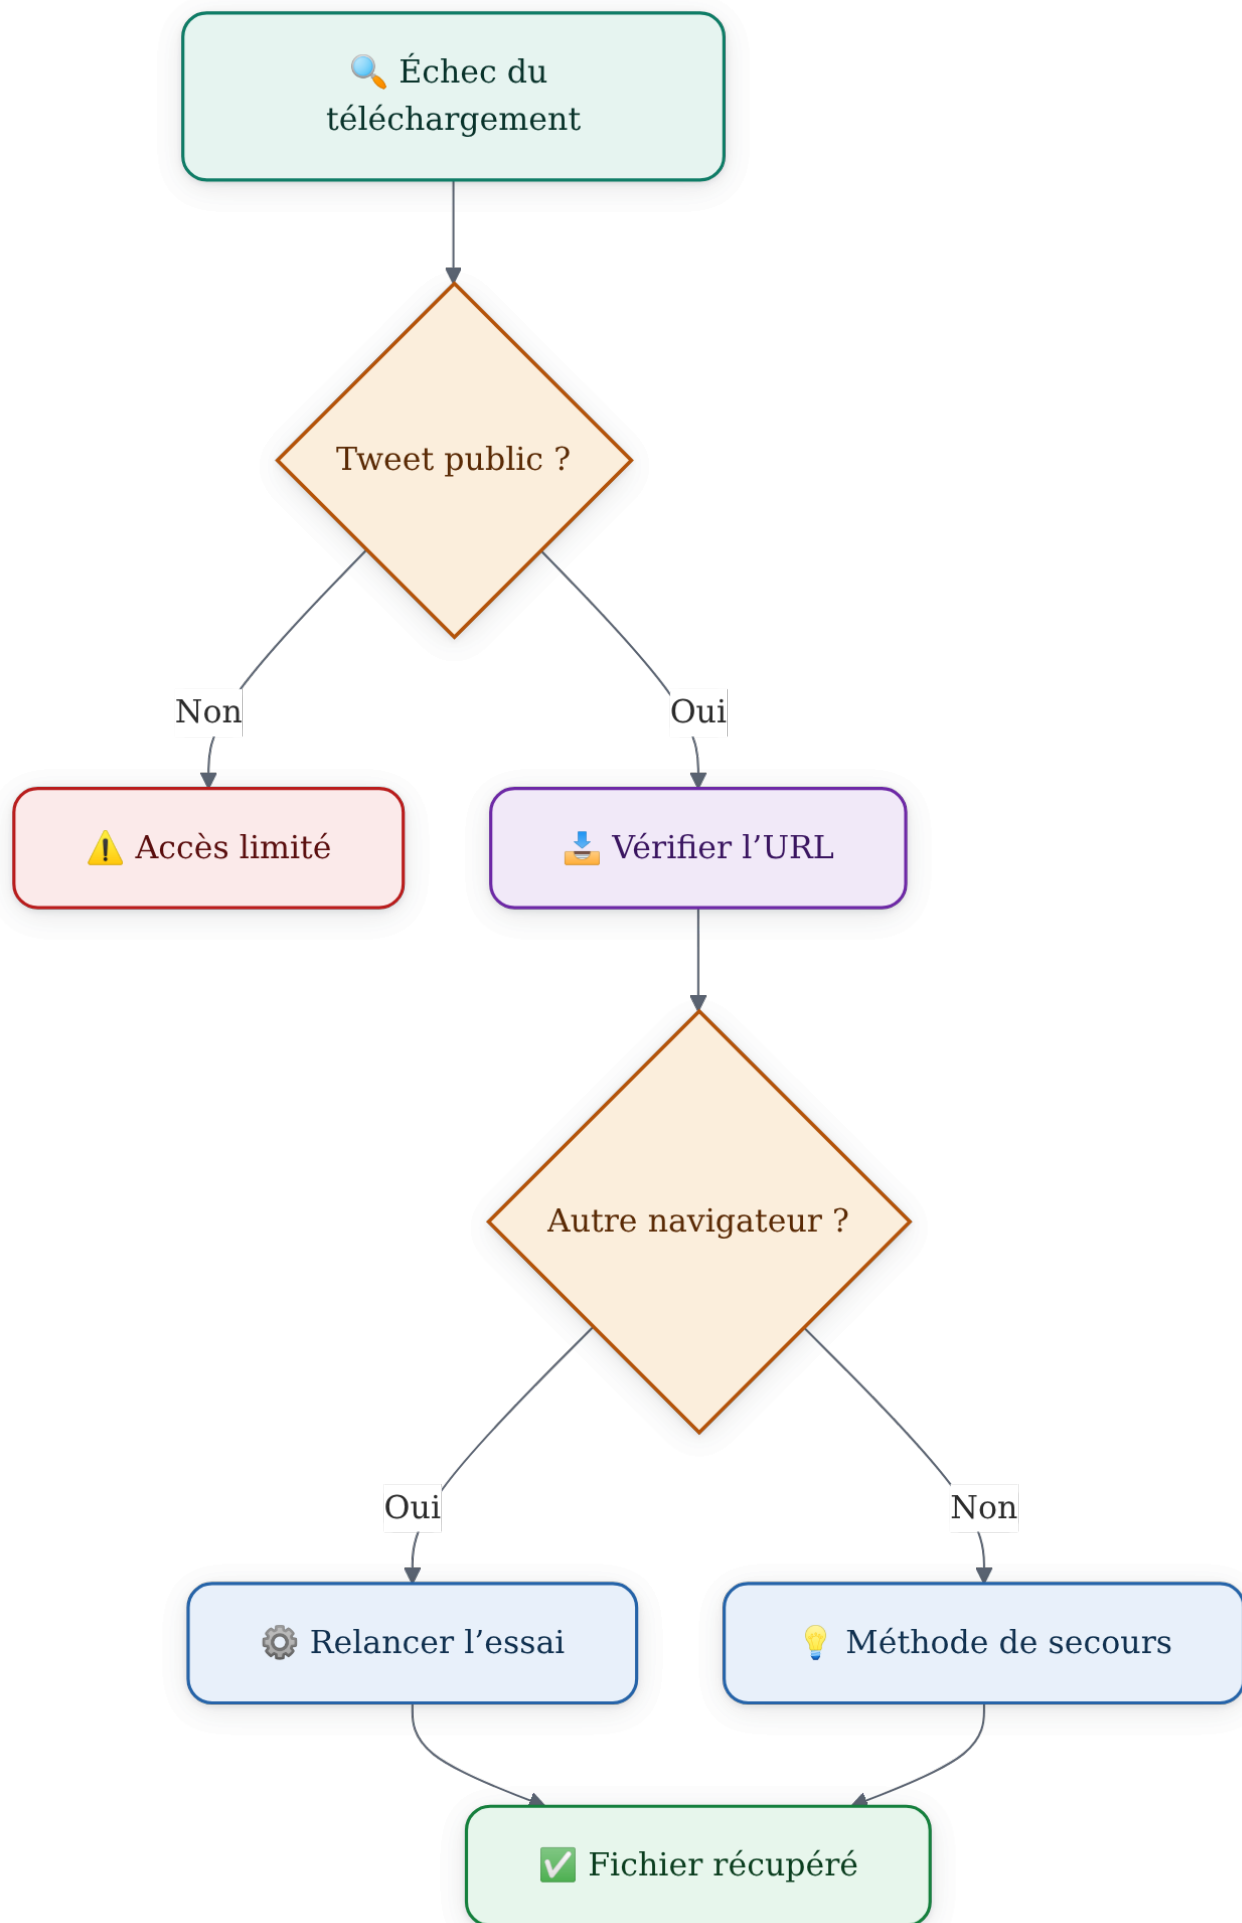 🔍 Échec du
téléchargement
Tweet public ?
Non
Oui
⚠️ Accès limité
📥 Vérifier l’URL
Autre navigateur ?
Oui
Non
⚙️ Relancer l’essai
💡 Méthode de secours
✅ Fichier récupéré